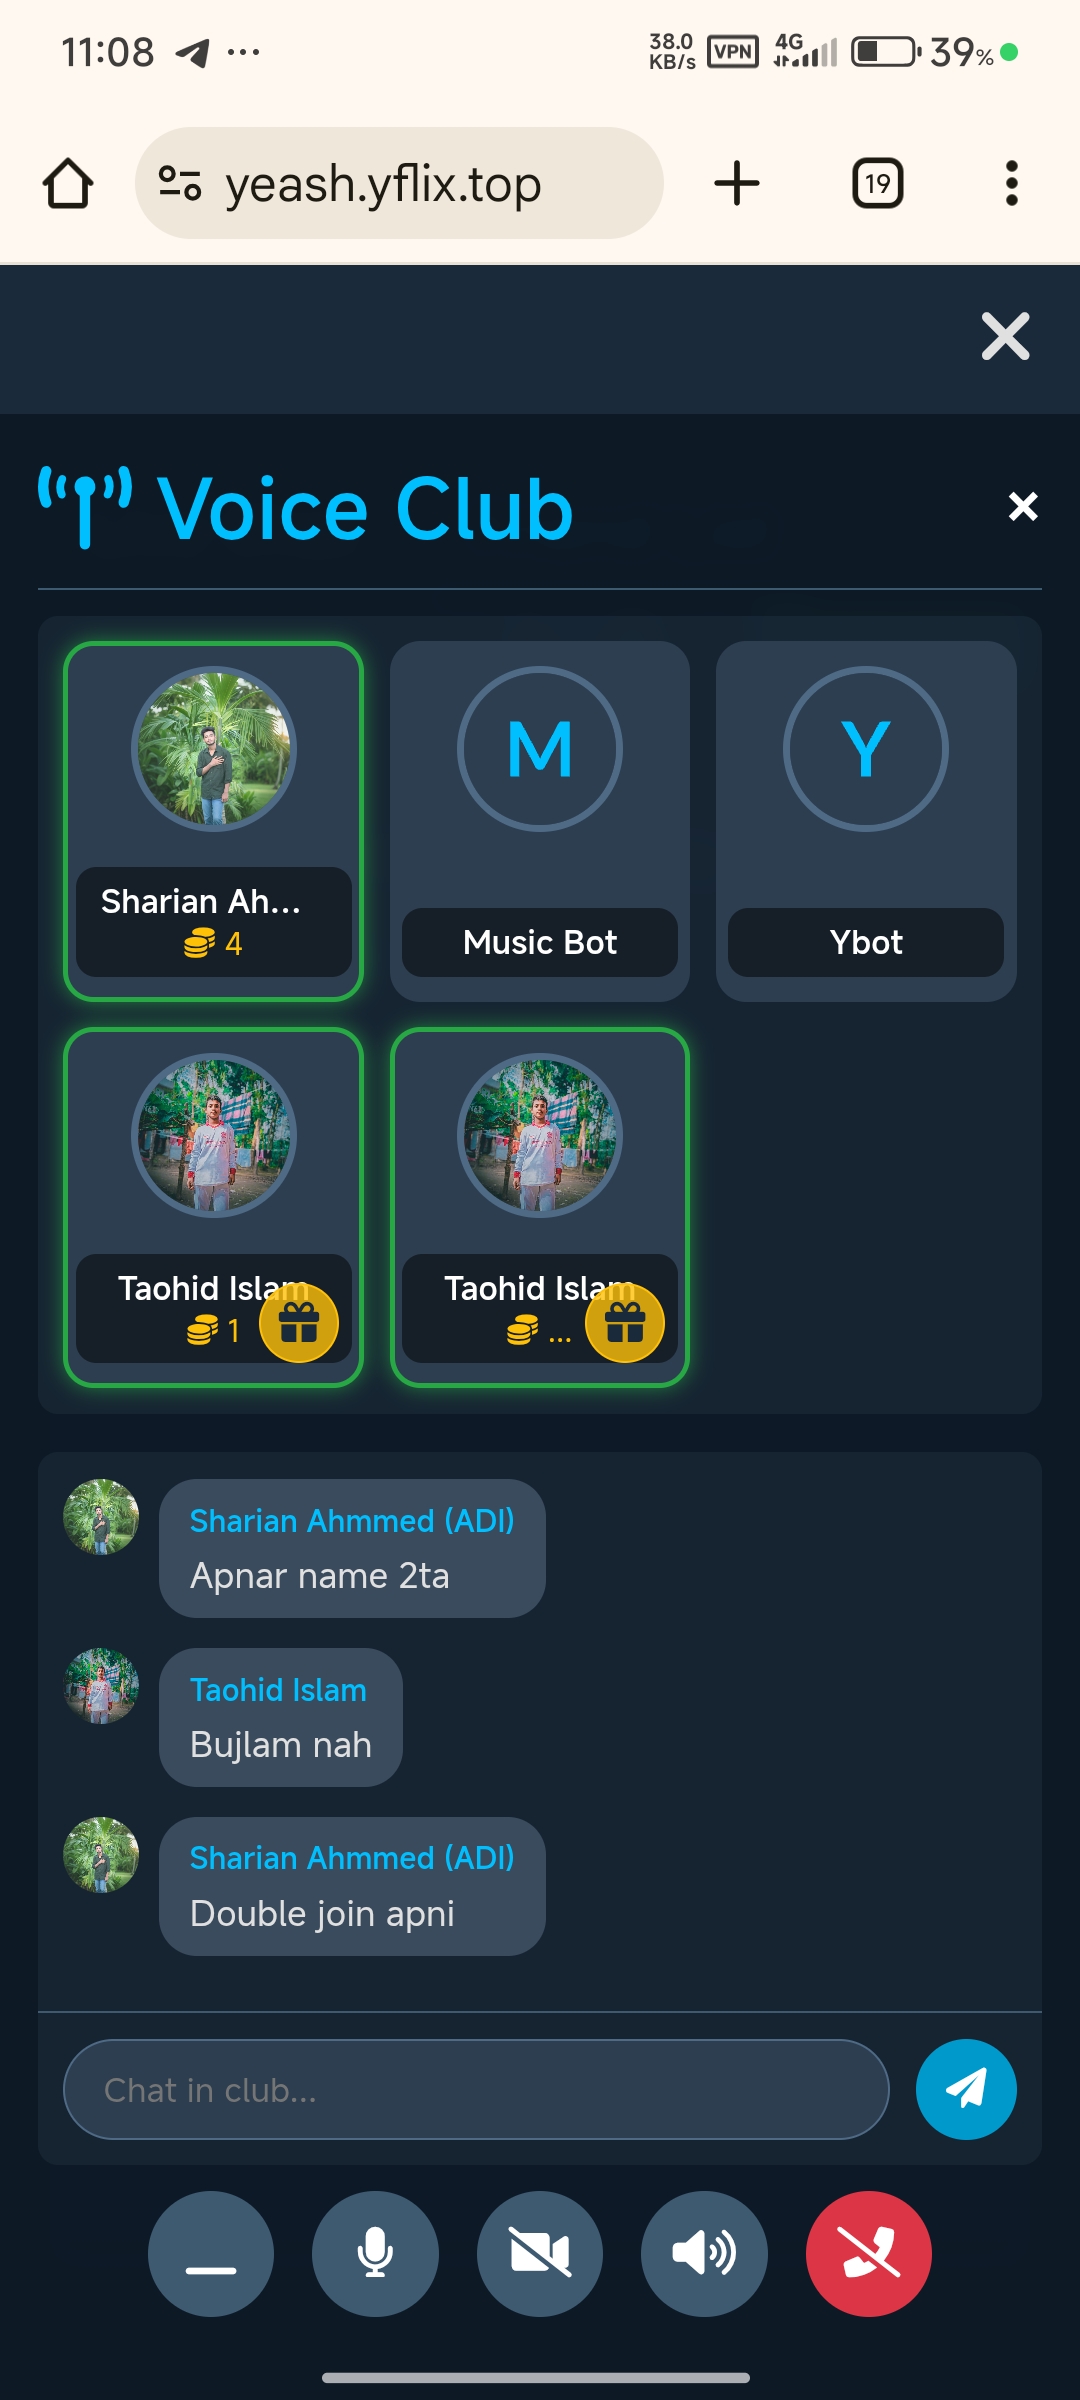 11:08
38.0
KB/s
VPN
4G
39%
yeash.yflix.top
19
Voice Club
Sharian Ah...
4
M
Music Bot
Y
Ybot
Taohid Islam
1
Taohid Islam
...
Sharian Ahmmed (ADI)
Apnar name 2ta
Taohid Islam
Bujlam nah
Sharian Ahmmed (ADI)
Double join apni
Chat in club...